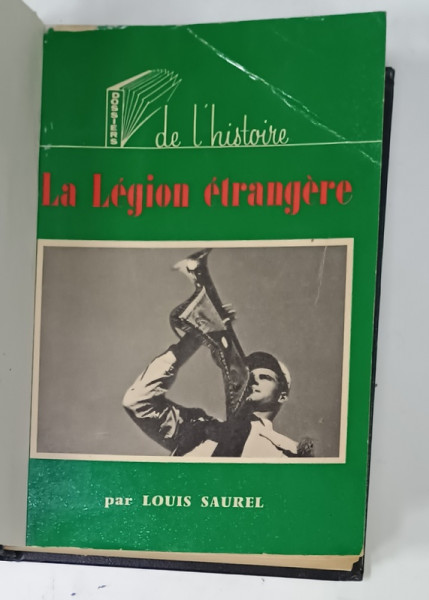 DOSSIERS
de l'histoire
La Légion étrangère
par LOUIS SAUREL